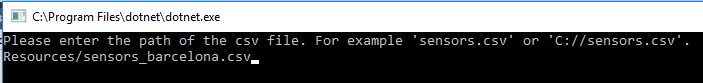 C:\Program Files\dotnet\dotnet.exe
Please enter the path of the csv file. For example 'sensors.csv' or 'C://sensors.csv'.
Resources/sensors_barcelona.csv